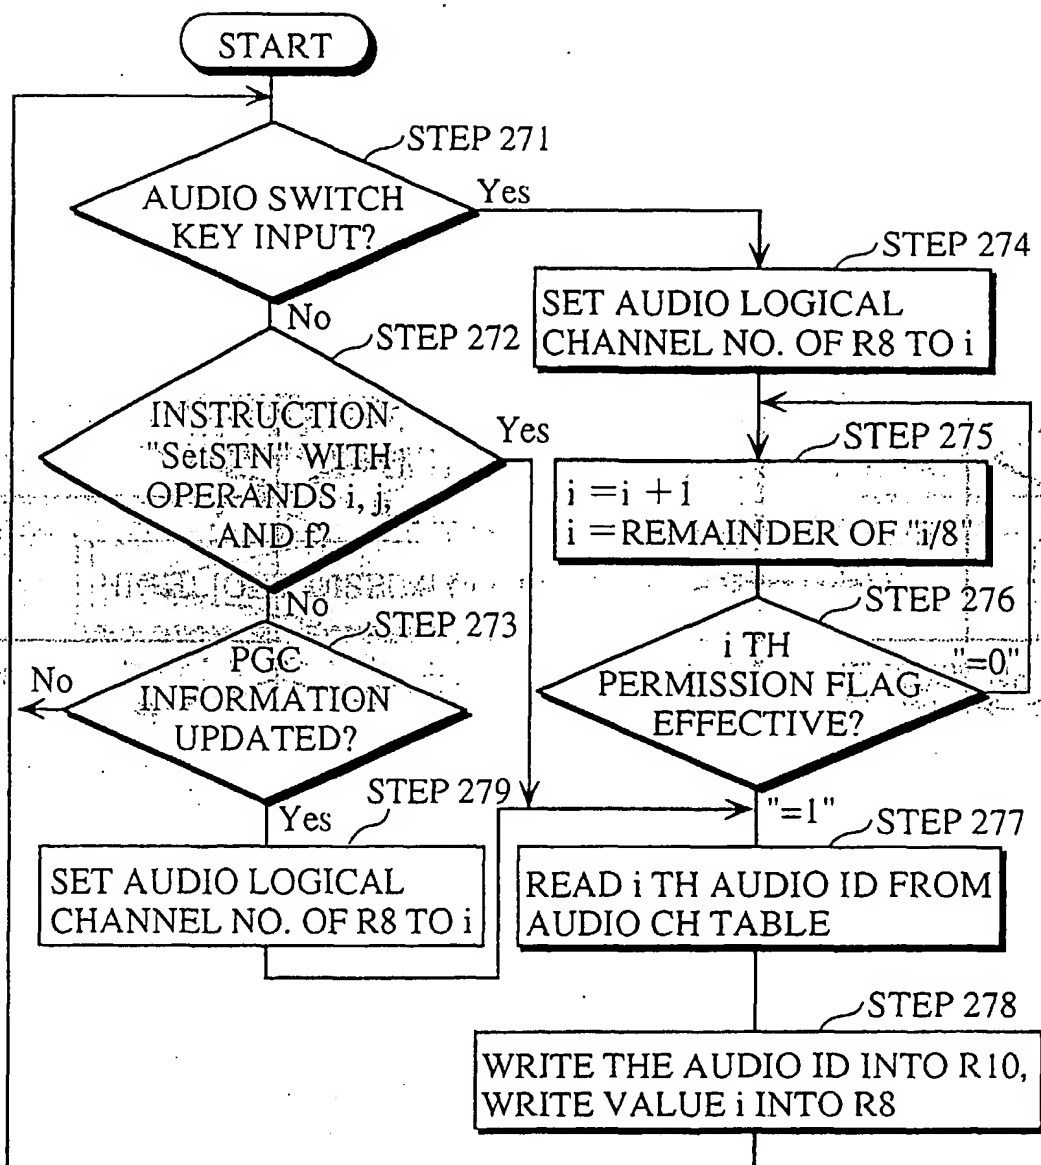 START
STEP 271
AUDIO SWITCH
KEY INPUT?
Yes
No
STEP 272
INSTRUCTION
"SetSTN" WITH
OPERANDS i, j,
AND f?
Yes
No
STEP 273
PGC
INFORMATION
UPDATED?
No
Yes
STEP 279
SET AUDIO LOGICAL
CHANNEL NO. OF R8 TO i
STEP 274
SET AUDIO LOGICAL
CHANNEL NO. OF R8 TO i
STEP 275
i = i + 1
i = REMAINDER OF "i/8"
STEP 276
i TH
PERMISSION FLAG
EFFECTIVE?
"=0"
"=1"
STEP 277
READ i TH AUDIO ID FROM
AUDIO CH TABLE
STEP 278
WRITE THE AUDIO ID INTO R10,
WRITE VALUE i INTO R8